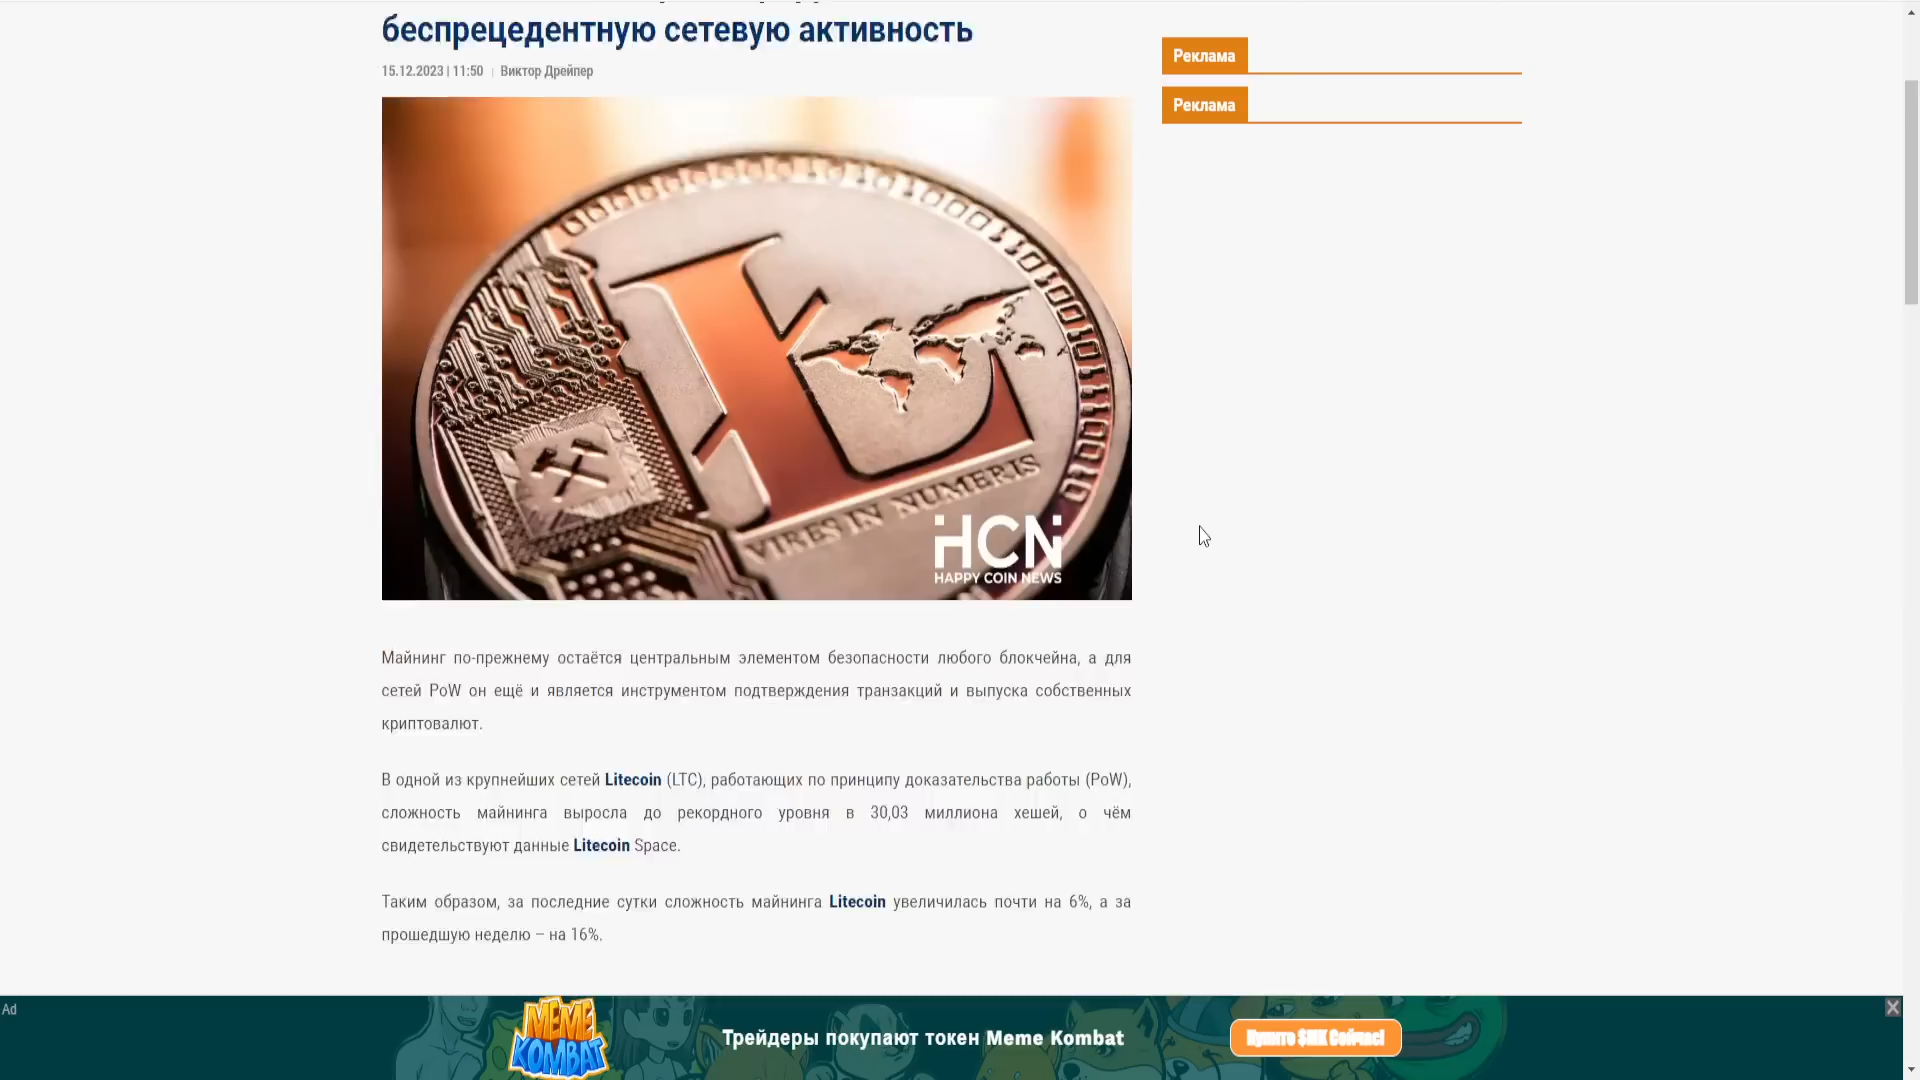 беспрецедентную сетевую активность
15.12.2023 | 11:50 | Виктор Дрейпер
Реклама
Реклама
VIRES IN NUMERIS
HCN
HAPPY COIN NEWS
Майнинг по-прежнему остаётся центральным элементом безопасности любого блокчейна, а для
сетей PoW он ещё и является инструментом подтверждения транзакций и выпуска собственных
криптовалют.
В одной из крупнейших сетей Litecoin (LTC), работающих по принципу доказательства работы (PoW),
сложность майнинга выросла до рекордного уровня в 30,03 миллиона хешей, о чём
свидетельствуют данные Litecoin Space.
Таким образом, за последние сутки сложность майнинга Litecoin увеличилась почти на 6%, а за
прошедшую неделю – на 16%.
Ad
MEME
KOMBAT
Трейдеры покупают токен Meme Kombat
Купите $MK Сейчас!